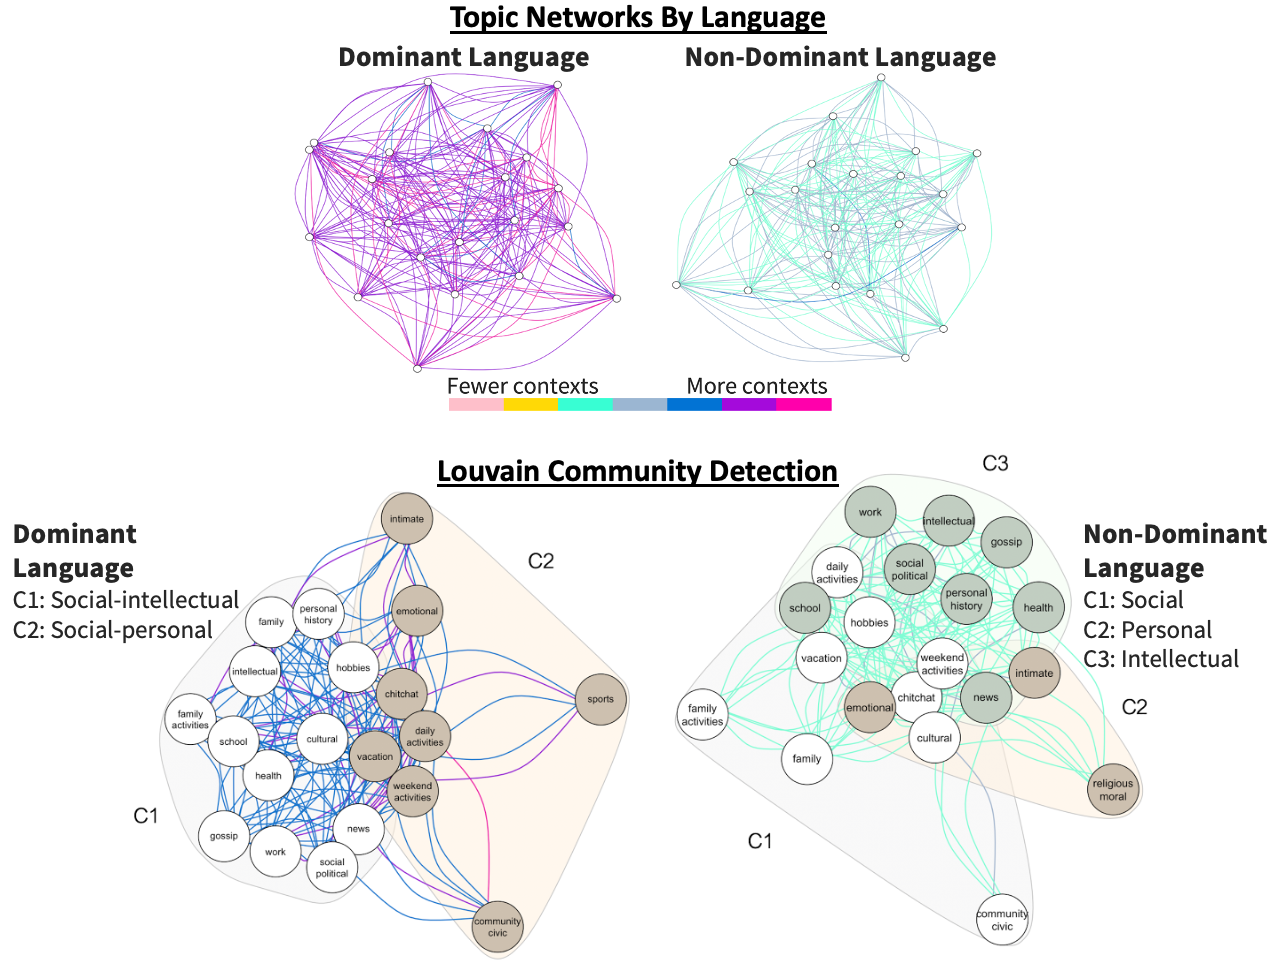 Topic Networks By Language
Dominant Language
Non-Dominant Language
Fewer contexts
More contexts
Louvain Community Detection
Dominant
Language
C1: Social-intellectual
C2: Social-personal
C1
C2
intimate
emotional
personal
history
family
hobbies
intellectual
chitchat
sports
family
activities
school
cultural
daily
activities
vacation
health
weekend
activities
gossip
news
work
social
political
community
civic
Non-Dominant
Language
C1: Social
C2: Personal
C3: Intellectual
C3
C2
C1
work
intellectual
gossip
daily
activities
social
political
personal
history
school
health
hobbies
vacation
weekend
activities
intimate
chitchat
news
emotional
family
activities
cultural
family
religious
moral
community
civic